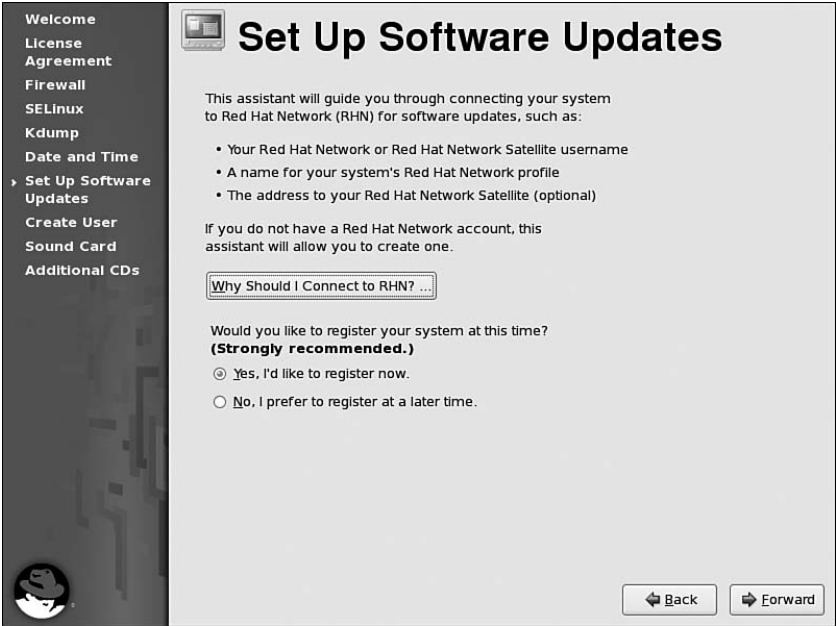 Welcome
License
Agreement
Firewall
SELinux
Kdump
Date and Time
Set Up Software
Updates
Create User
Sound Card
Additional CDs
Set Up Software Updates
This assistant will guide you through connecting your system
to Red Hat Network (RHN) for software updates, such as:
• Your Red Hat Network or Red Hat Network Satellite username
• A name for your system's Red Hat Network profile
• The address to your Red Hat Network Satellite (optional)
If you do not have a Red Hat Network account, this
assistant will allow you to create one.
Why Should I Connect to RHN? ...
Would you like to register your system at this time?
(Strongly recommended.)
Yes, I'd like to register now.
No, I prefer to register at a later time.
Back
Forward